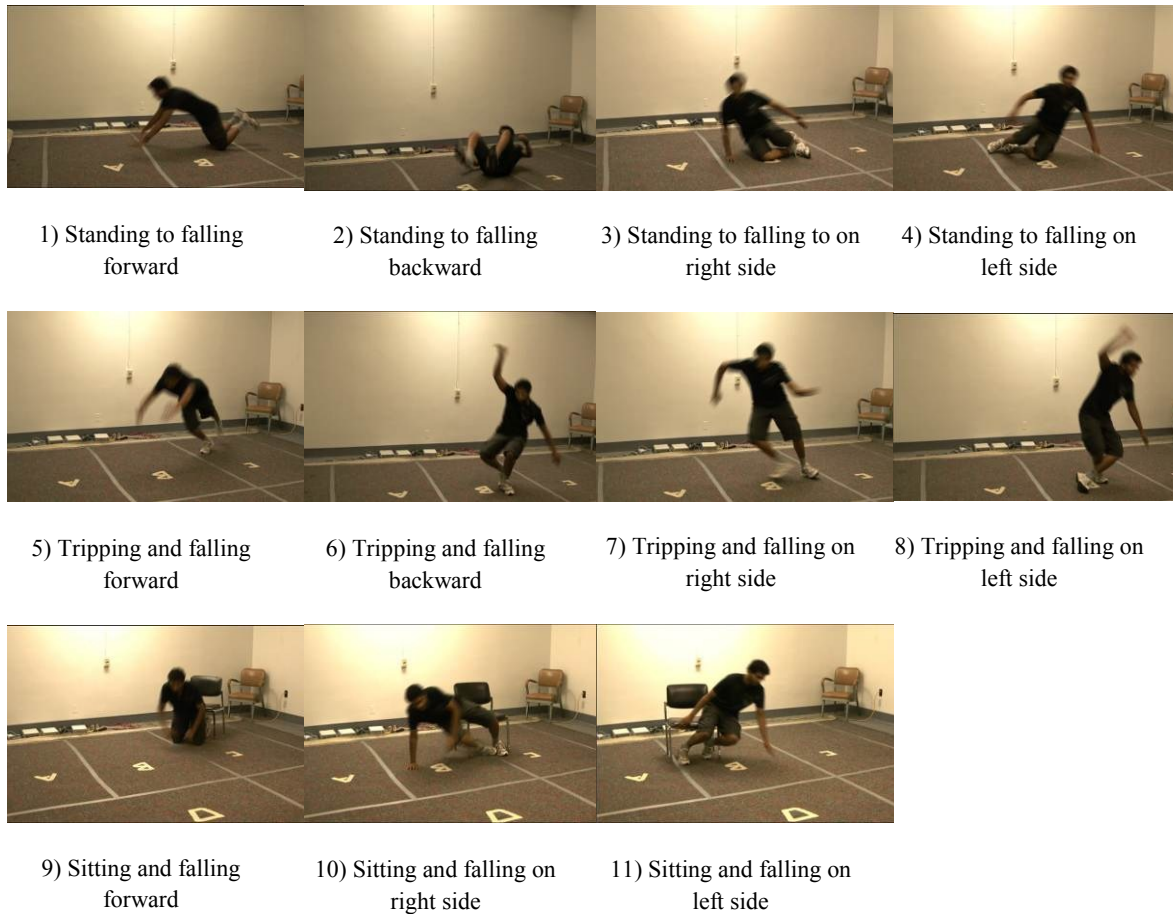 1) Standing to falling
forward
2) Standing to falling
backward
3) Standing to falling to on
right side
4) Standing to falling on
left side
5) Tripping and falling
forward
6) Tripping and falling
backward
7) Tripping and falling on
right side
8) Tripping and falling on
left side
9) Sitting and falling
forward
10) Sitting and falling on
right side
11) Sitting and falling on
left side